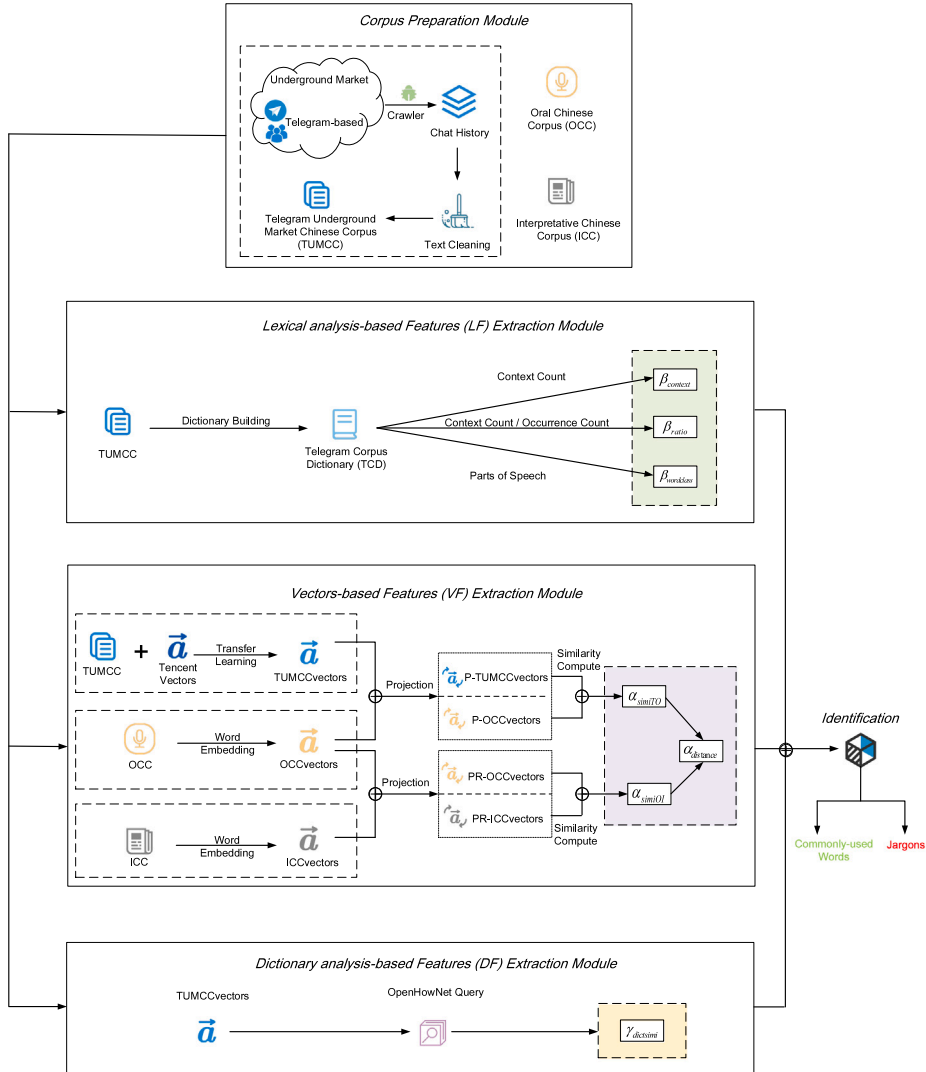 Corpus Preparation Module
Underground Market
Telegram-based
Crawler
Chat History
Oral Chinese
Corpus (OCC)
Telegram Underground
Market Chinese Corpus
(TUMCC)
Text Cleaning
Interpretative Chinese
Corpus (ICC)
Lexical analysis-based Features (LF) Extraction Module
TUMCC
Dictionary Building
Telegram Corpus
Dictionary (TCD)
Context Count
Context Count / Occurrence Count
Parts of Speech
β_context
β_ratio
β_wordclass
Vectors-based Features (VF) Extraction Module
TUMCC
+
a
Tencent
Vectors
Transfer
Learning
a
TUMCCvectors
OCC
Word
Embedding
a
OCCvectors
ICC
Word
Embedding
a
ICCvectors
Projection
a P-TUMCCvectors
a P-OCCvectors
Similarity
Compute
Projection
a PR-OCCvectors
a PR-ICCvectors
Similarity
Compute
α_simiTO
α_distance
α_simiOI
Identification
Commonly-used
Words
Jargons
Dictionary analysis-based Features (DF) Extraction Module
TUMCCvectors
a
OpenHowNet Query
γ_dictsimi